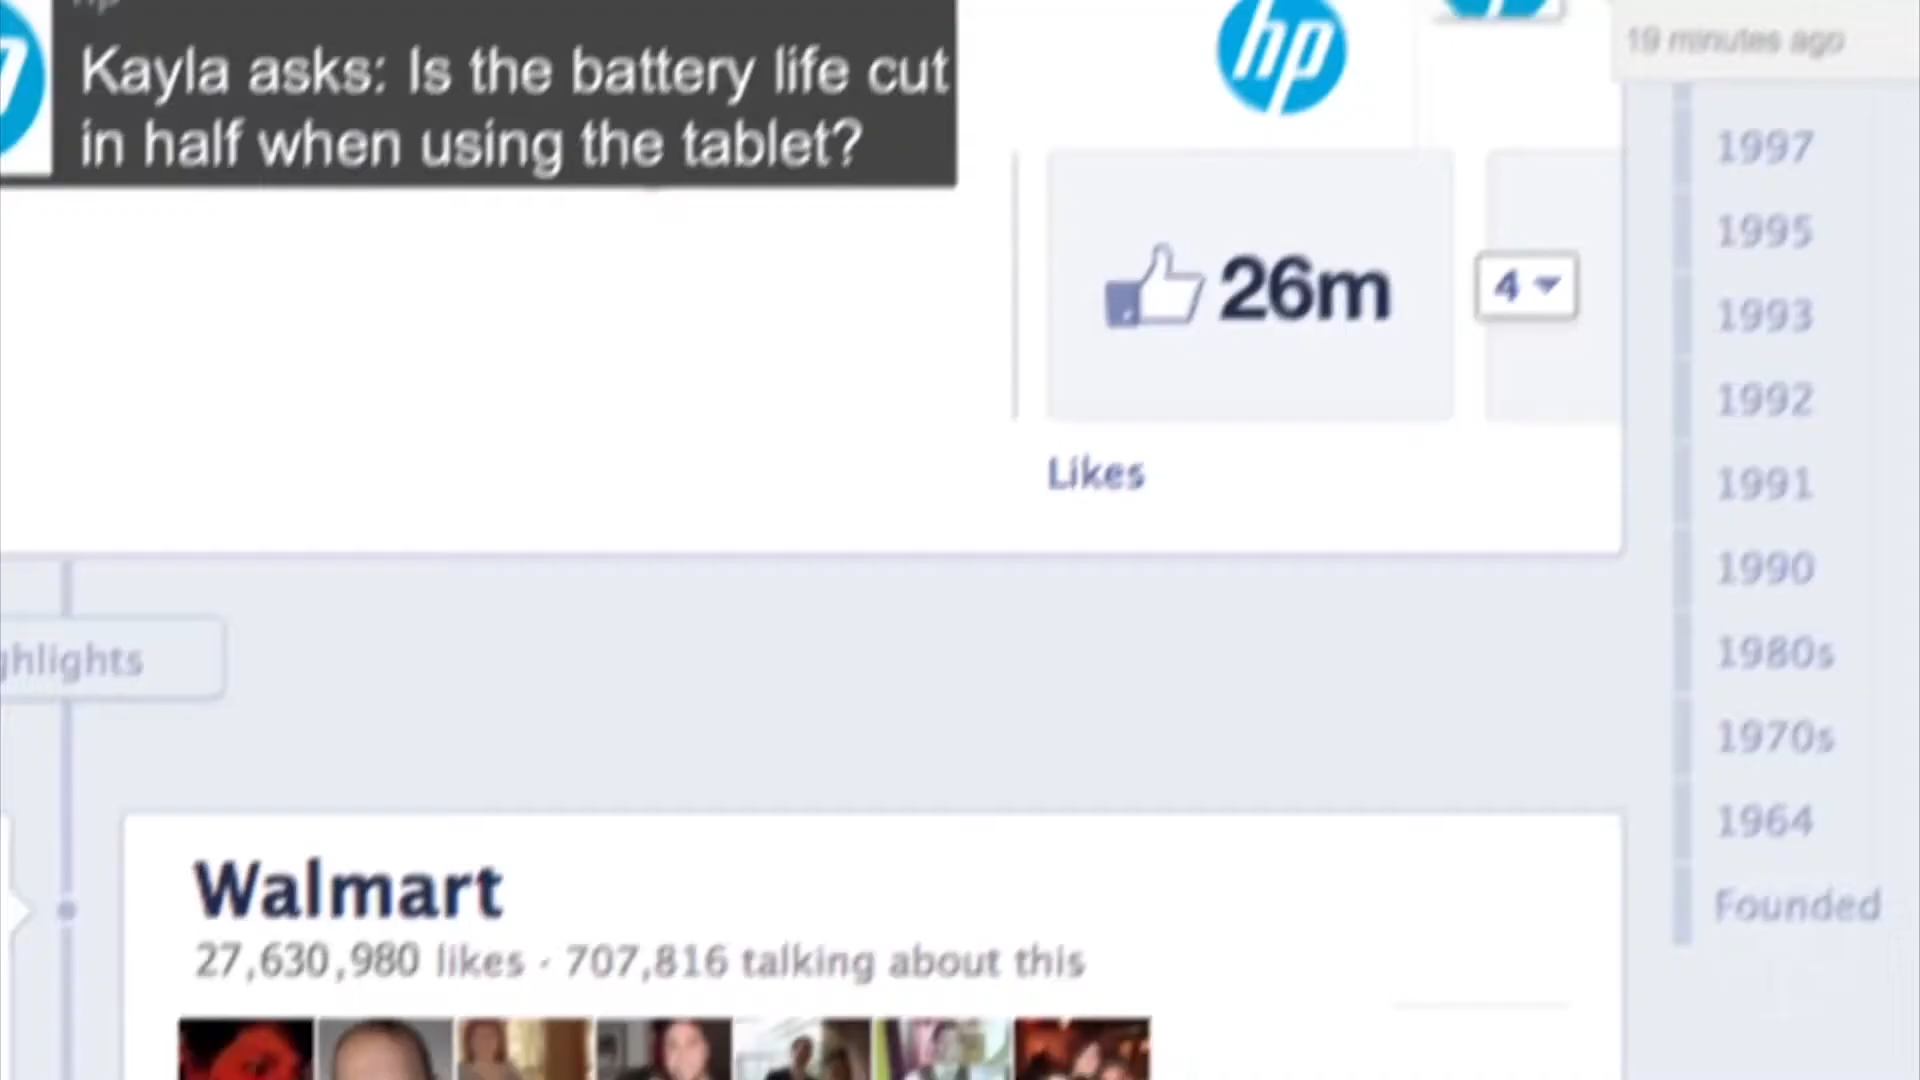 hp
Kayla asks: Is the battery life cut
in half when using the tablet?
hp
19 minutes ago
26m
4
Likes
1997
1995
1993
1992
1991
1990
1980s
1970s
1964
Founded
ghlights
Walmart
27,630,980 likes · 707,816 talking about this